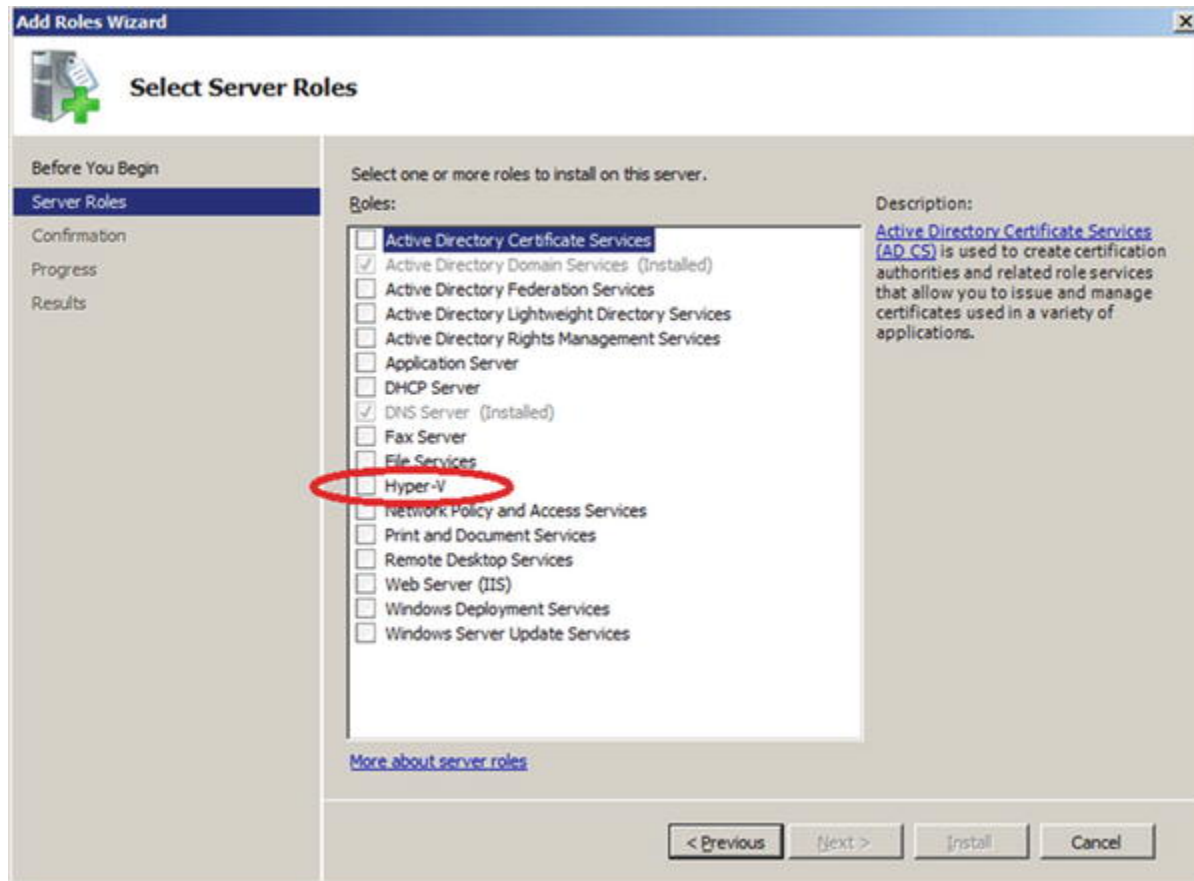 Add Roles Wizard
Select Server Roles
Before You Begin
Server Roles
Confirmation
Progress
Results
Select one or more roles to install on this server.
Roles:
Active Directory Certificate Services
Active Directory Domain Services (Installed)
Active Directory Federation Services
Active Directory Lightweight Directory Services
Active Directory Rights Management Services
Application Server
DHCP Server
DNS Server (Installed)
Fax Server
File Services
Hyper-V
Network Policy and Access Services
Print and Document Services
Remote Desktop Services
Web Server (IIS)
Windows Deployment Services
Windows Server Update Services
More about server roles
Description:
Active Directory Certificate Services
(AD CS) is used to create certification
authorities and related role services
that allow you to issue and manage
certificates used in a variety of
applications.
< Previous
Next >
Install
Cancel